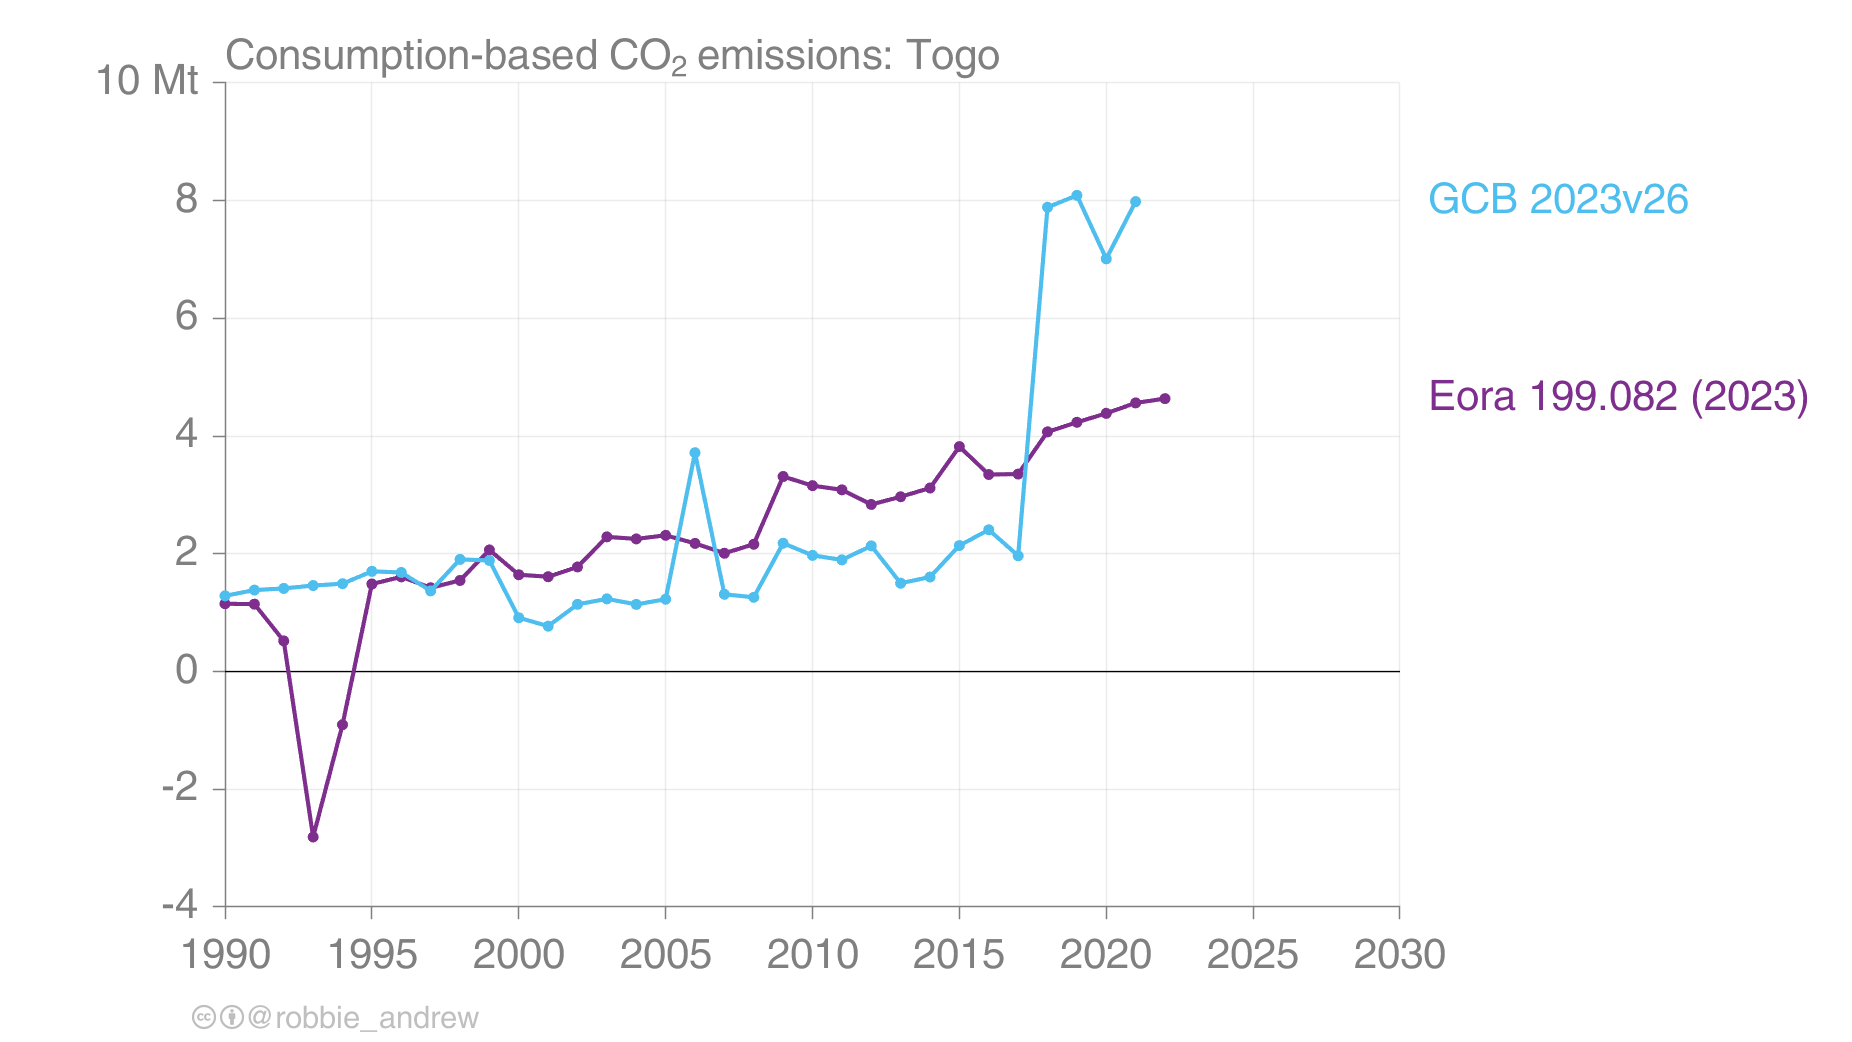 Consumption-based CO₂ emissions: Togo
10 Mt
8
6
4
2
0
-2
-4
1990 1995 2000 2005 2010 2015 2020 2025 2030
GCB 2023v26
Eora 199.082 (2023)
@robbie_andrew